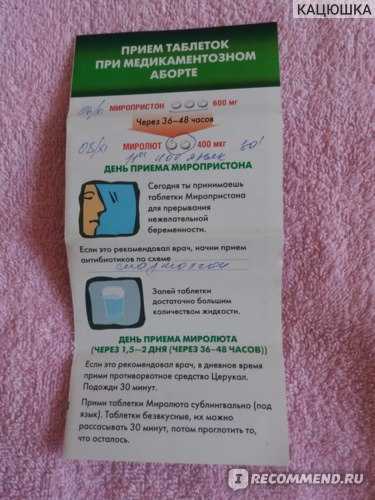 КАЦЮШКА
ПРИЕМ ТАБЛЕТОК
ПРИ МЕДИКАМЕНТОЗНОМ
АБОРТЕ
МИРОПРИСТОН 600 мг
Через 36–48 часов
МИРОЛЮТ 400 мкг
ДЕНЬ ПРИЕМА МИРОПРИСТОНА
Сегодня ты принимаешь
таблетки Миропристона
для прерывания
нежелательной
беременности.
Если это рекомендовал врач, начни прием
антибиотиков по схеме
Запей таблетки
достаточно большим
количеством жидкости.
ДЕНЬ ПРИЕМА МИРОЛЮТА
(ЧЕРЕЗ 1,5–2 ДНЯ (ЧЕРЕЗ 36–48 ЧАСОВ))
Если это рекомендовал врач, в дневное время
прими противорвотное средство Церукал.
Подожди 30 минут.
Прими таблетки Миролюта сублингвально (под
язык). Таблетки безвкусные, их можно
рассасывать 30 минут, потом проглотить то,
что осталось.
IRECOMMEND.RU